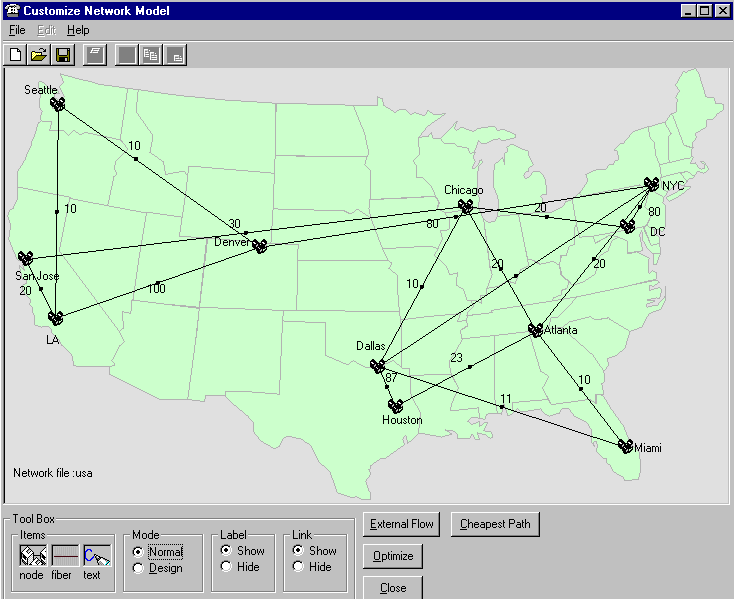 Customize Network Model
File Edit Help
Seattle
10
10
Chicago
NYC
20
80
30
80
DC
Denver
San Jose
20
100
10
20
20
LA
Dallas
Atlanta
23
87
10
11
Houston
Miami
Network file :usa
Tool Box
Items
node fiber text
Mode
Normal
Design
Label
Show
Hide
Link
Show
Hide
External Flow
Cheapest Path
Optimize
Close